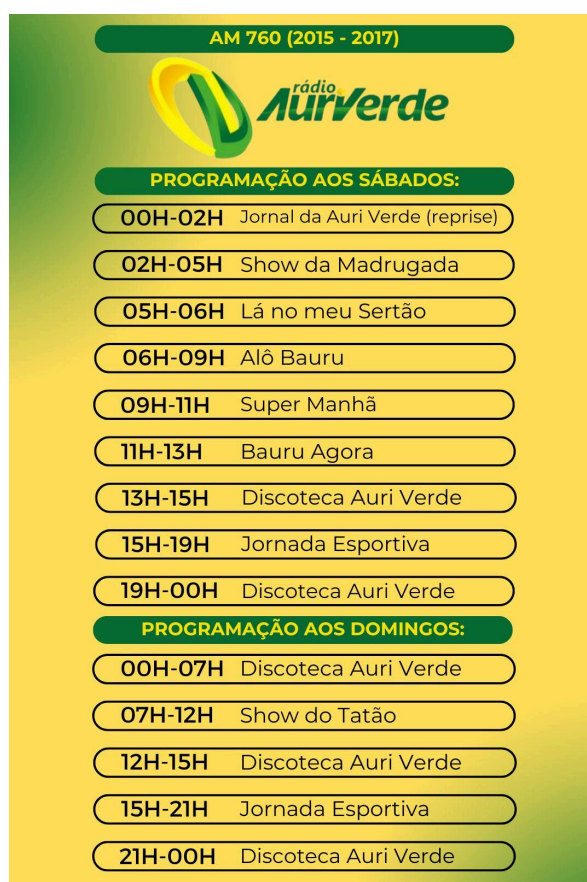 AM 760 (2015 - 2017)
rádio
AuriVerde
PROGRAMAÇÃO AOS SÁBADOS:
00H-02H Jornal da Auri Verde (reprise)
02H-05H Show da Madrugada
05H-06H Lá no meu Sertão
06H-09H Alô Bauru
09H-11H Super Manhã
11H-13H Bauru Agora
13H-15H Discoteca Auri Verde
15H-19H Jornada Esportiva
19H-00H Discoteca Auri Verde
PROGRAMAÇÃO AOS DOMINGOS:
00H-07H Discoteca Auri Verde
07H-12H Show do Tatão
12H-15H Discoteca Auri Verde
15H-21H Jornada Esportiva
21H-00H Discoteca Auri Verde